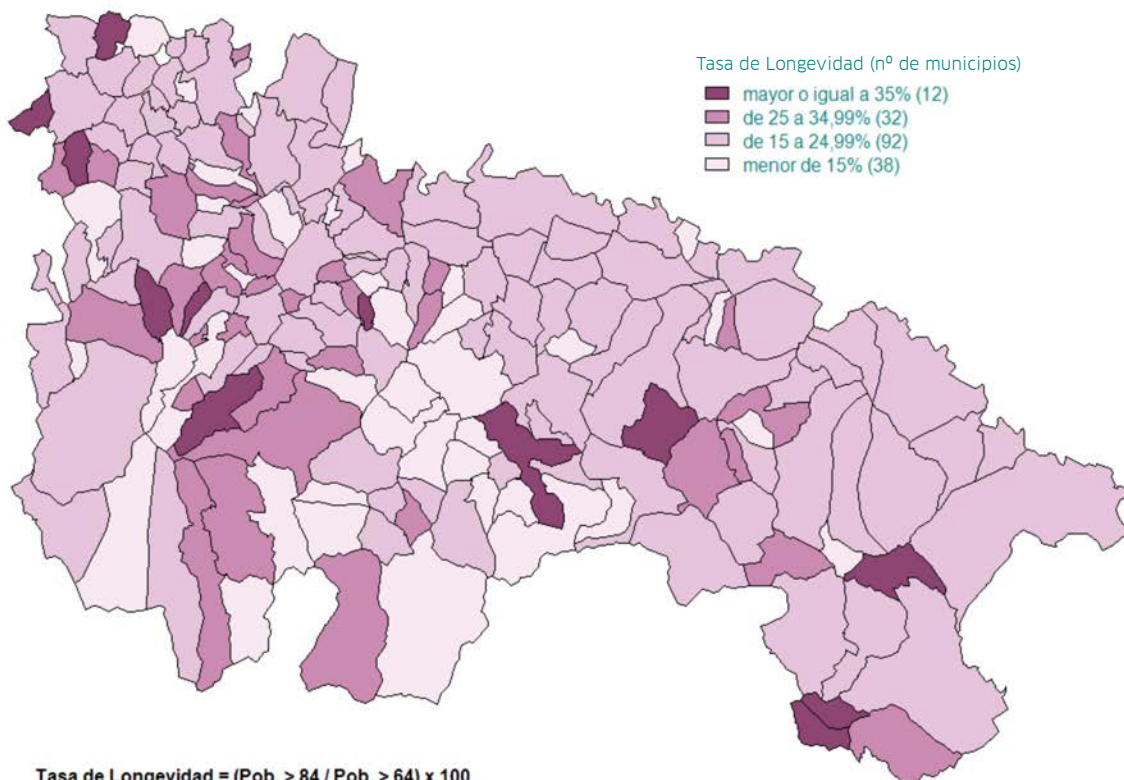 Tasa de Longevidad (nº de municipios)
mayor o igual a 35% (12)
de 25 a 34,99% (32)
de 15 a 24,99% (92)
menor de 15% (38)
Tasa de Longevidad = (Pob. > 84 / Pob. > 64) x 100